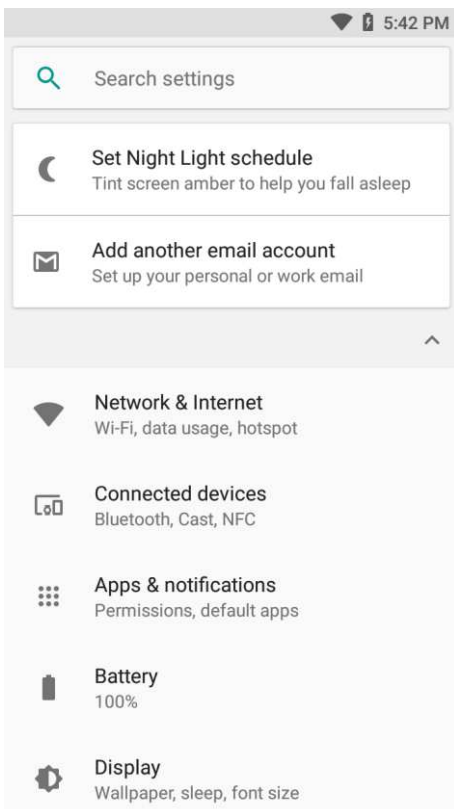 5:42 PM
Search settings
Set Night Light schedule
Tint screen amber to help you fall asleep
Add another email account
Set up your personal or work email
Network & Internet
Wi-Fi, data usage, hotspot
Connected devices
Bluetooth, Cast, NFC
Apps & notifications
Permissions, default apps
Battery
100%
Display
Wallpaper, sleep, font size